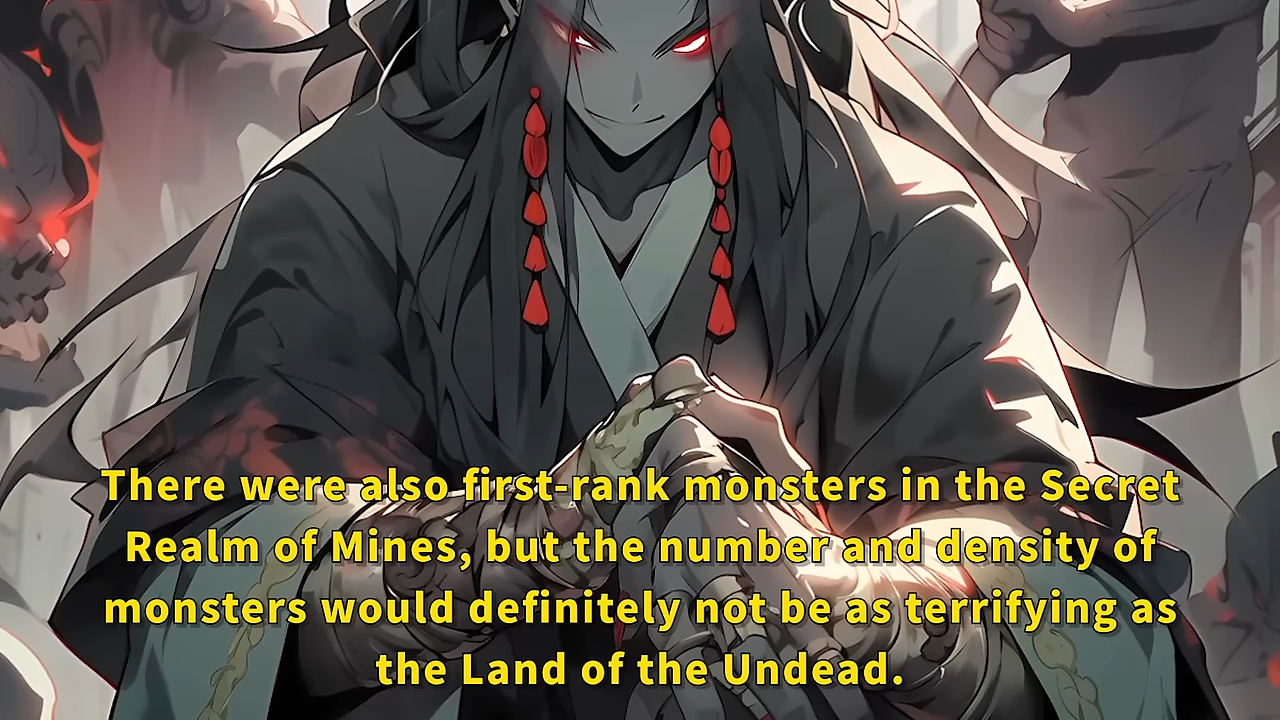 There were also first-rank monsters in the Secret
Realm of Mines, but the number and density of
monsters would definitely not be as terrifying as
the Land of the Undead.